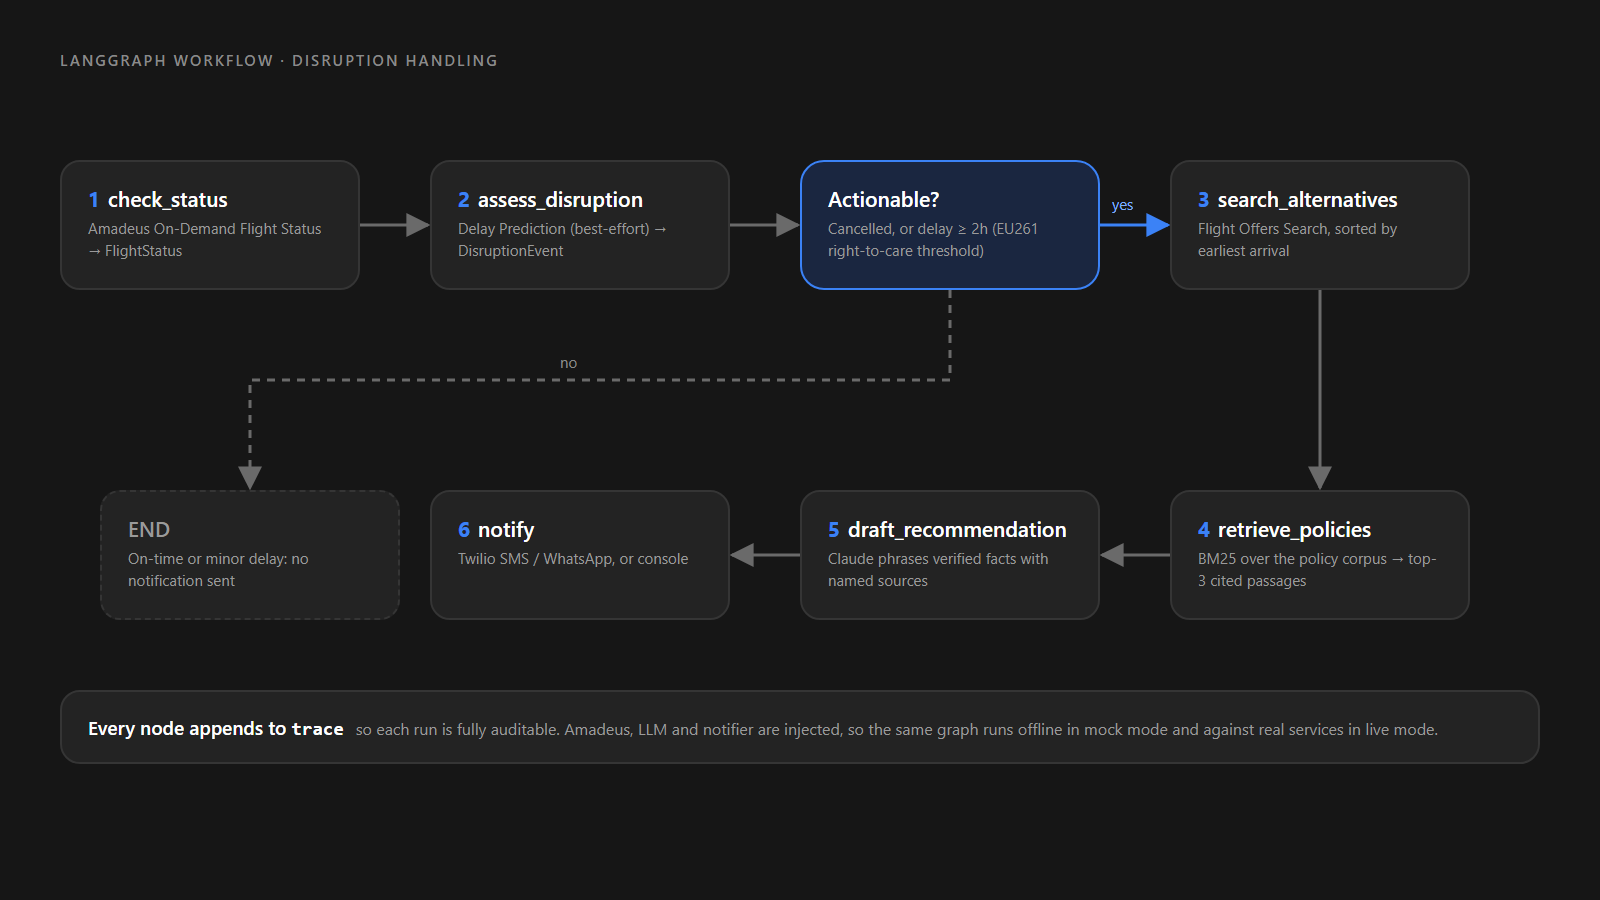 LANGGRAPH WORKFLOW · DISRUPTION HANDLING
1 check_status
Amadeus On-Demand Flight Status
→ FlightStatus
2 assess_disruption
Delay Prediction (best-effort) →
DisruptionEvent
Actionable?
Cancelled, or delay ≥ 2h (EU261
right-to-care threshold)
yes
3 search_alternatives
Flight Offers Search, sorted by
earliest arrival
no
END
On-time or minor delay: no
notification sent
6 notify
Twilio SMS / WhatsApp, or console
5 draft_recommendation
Claude phrases verified facts with
named sources
4 retrieve_policies
BM25 over the policy corpus → top-
3 cited passages
Every node appends to trace so each run is fully auditable. Amadeus, LLM and notifier are injected, so the same graph runs offline in mock mode and against real services in live mode.